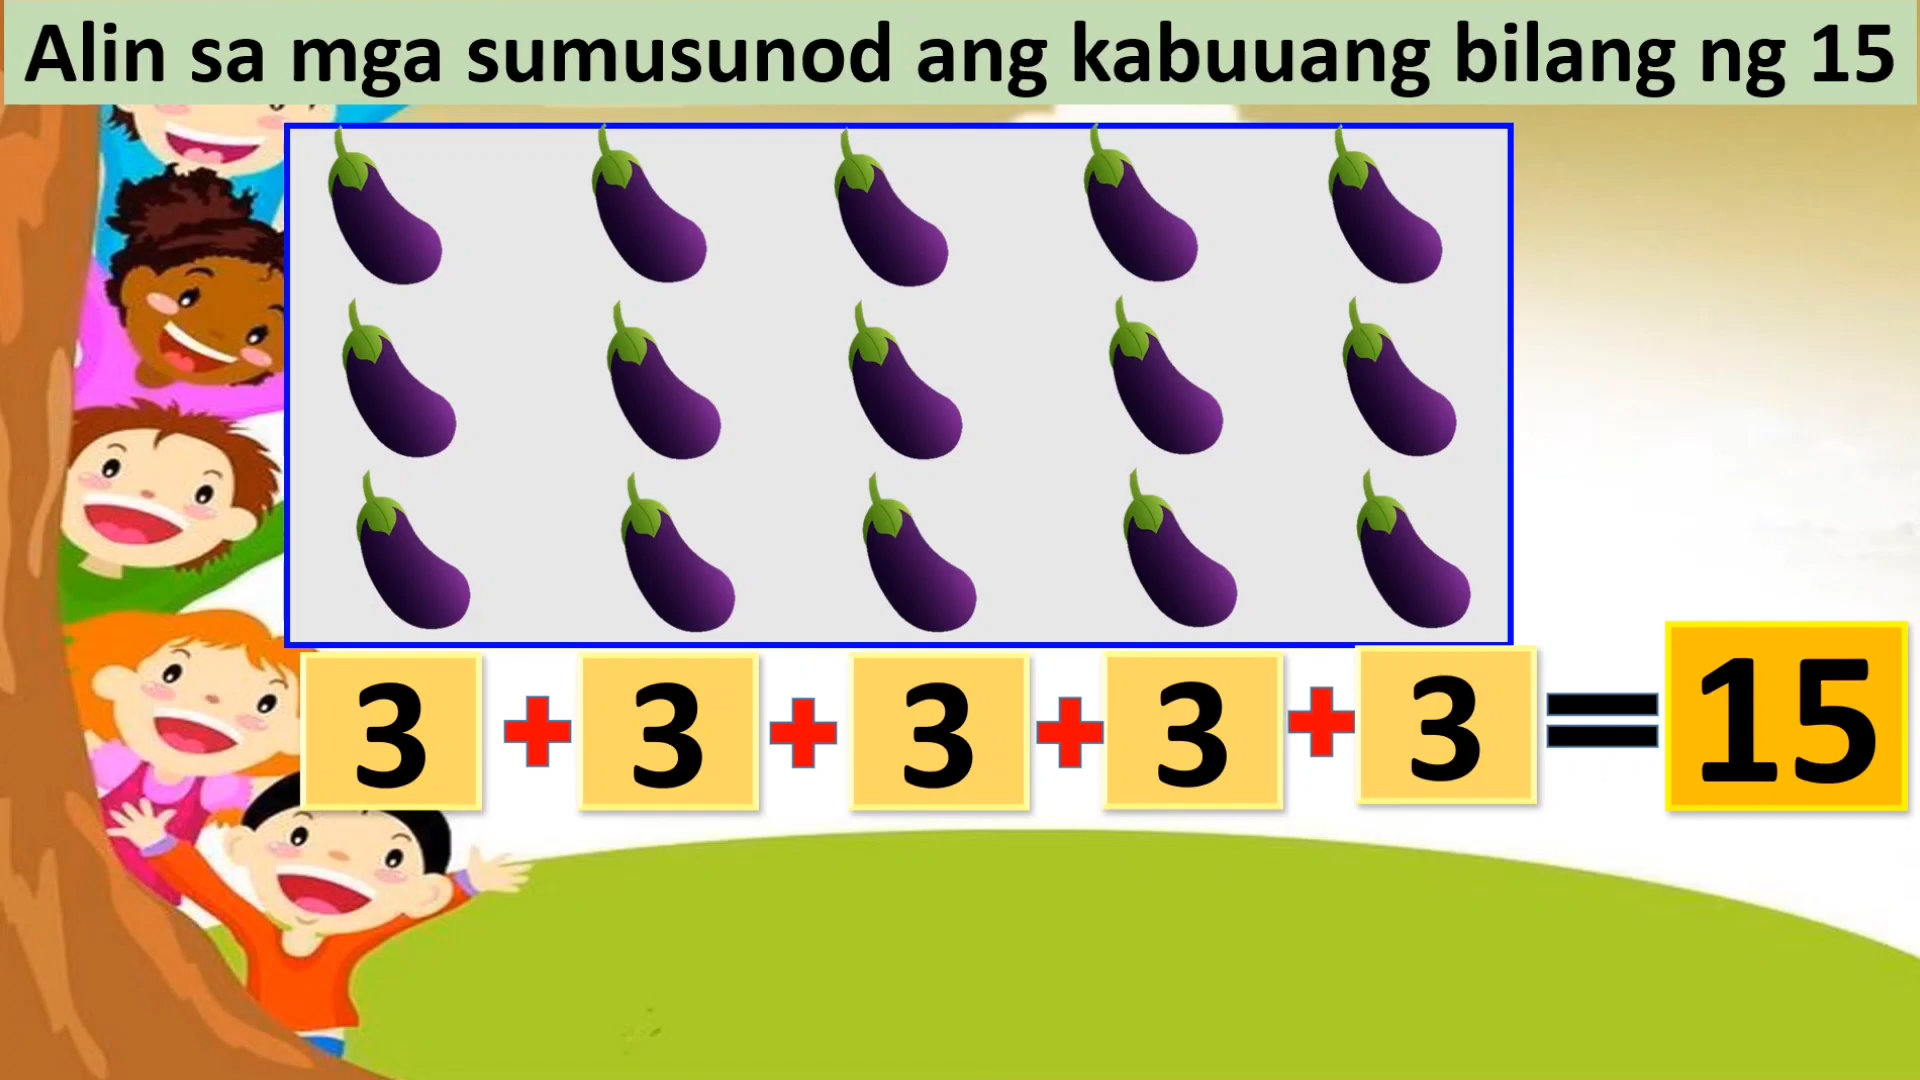 Alin sa mga sumusunod ang kabuuang bilang ng 15
3 + 3 + 3 + 3 + 3 = 15